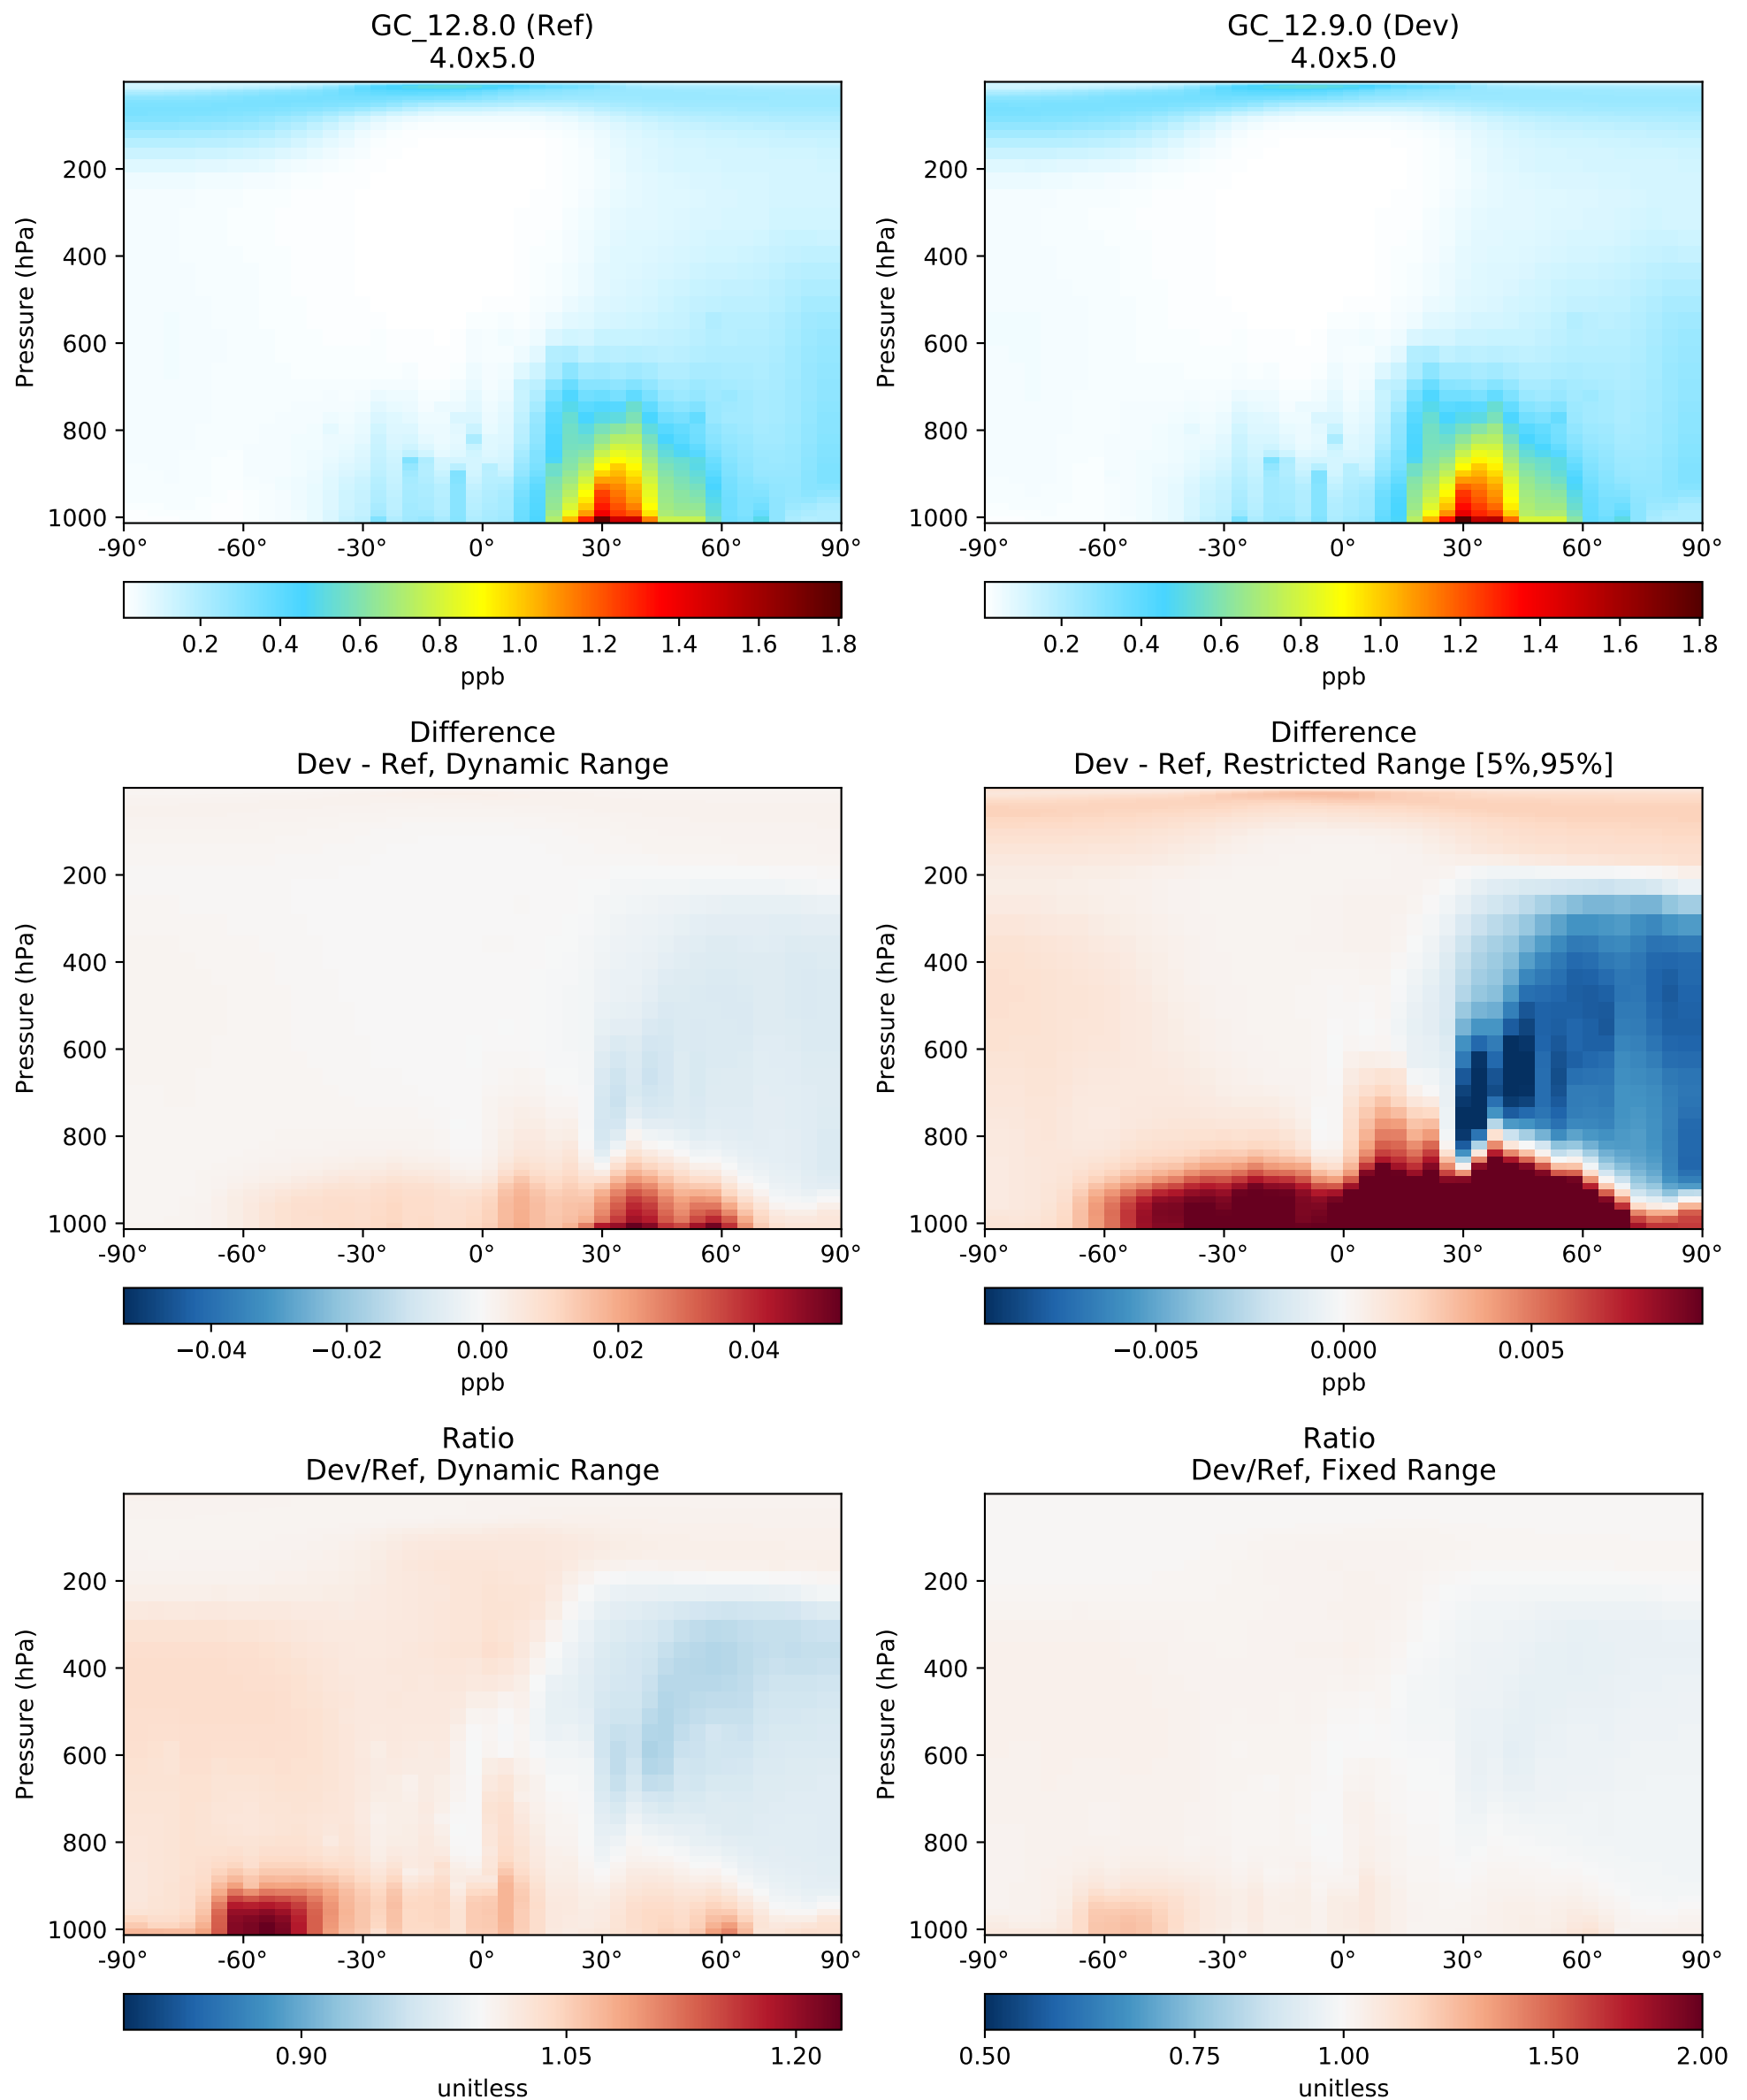 GC_12.8.0 (Ref)
4.0x5.0
Pressure (hPa)
200
400
600
800
1000
-90° -60° -30° 0° 30° 60° 90°
0.2 0.4 0.6 0.8 1.0 1.2 1.4 1.6 1.8
ppb
GC_12.9.0 (Dev)
4.0x5.0
Pressure (hPa)
200
400
600
800
1000
-90° -60° -30° 0° 30° 60° 90°
0.2 0.4 0.6 0.8 1.0 1.2 1.4 1.6 1.8
ppb
Difference
Dev - Ref, Dynamic Range
Pressure (hPa)
200
400
600
800
1000
-90° -60° -30° 0° 30° 60° 90°
−0.04 −0.02 0.00 0.02 0.04
ppb
Difference
Dev - Ref, Restricted Range [5%,95%]
Pressure (hPa)
200
400
600
800
1000
-90° -60° -30° 0° 30° 60° 90°
−0.005 0.000 0.005
ppb
Ratio
Dev/Ref, Dynamic Range
Pressure (hPa)
200
400
600
800
1000
-90° -60° -30° 0° 30° 60° 90°
0.90 1.05 1.20
unitless
Ratio
Dev/Ref, Fixed Range
Pressure (hPa)
200
400
600
800
1000
-90° -60° -30° 0° 30° 60° 90°
0.50 0.75 1.00 1.50 2.00
unitless